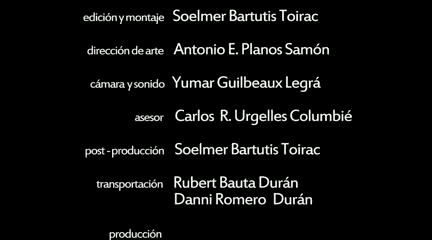 edición y montaje Soelmer Bartutis Toirac
dirección de arte Antonio E. Planos Samón
cámara y sonido Yumar Guilbeaux Legrá
asesor Carlos R. Urgelles Columbié
post - producción Soelmer Bartutis Toirac
transportación Rubert Bauta Durán
Danni Romero Durán
producción